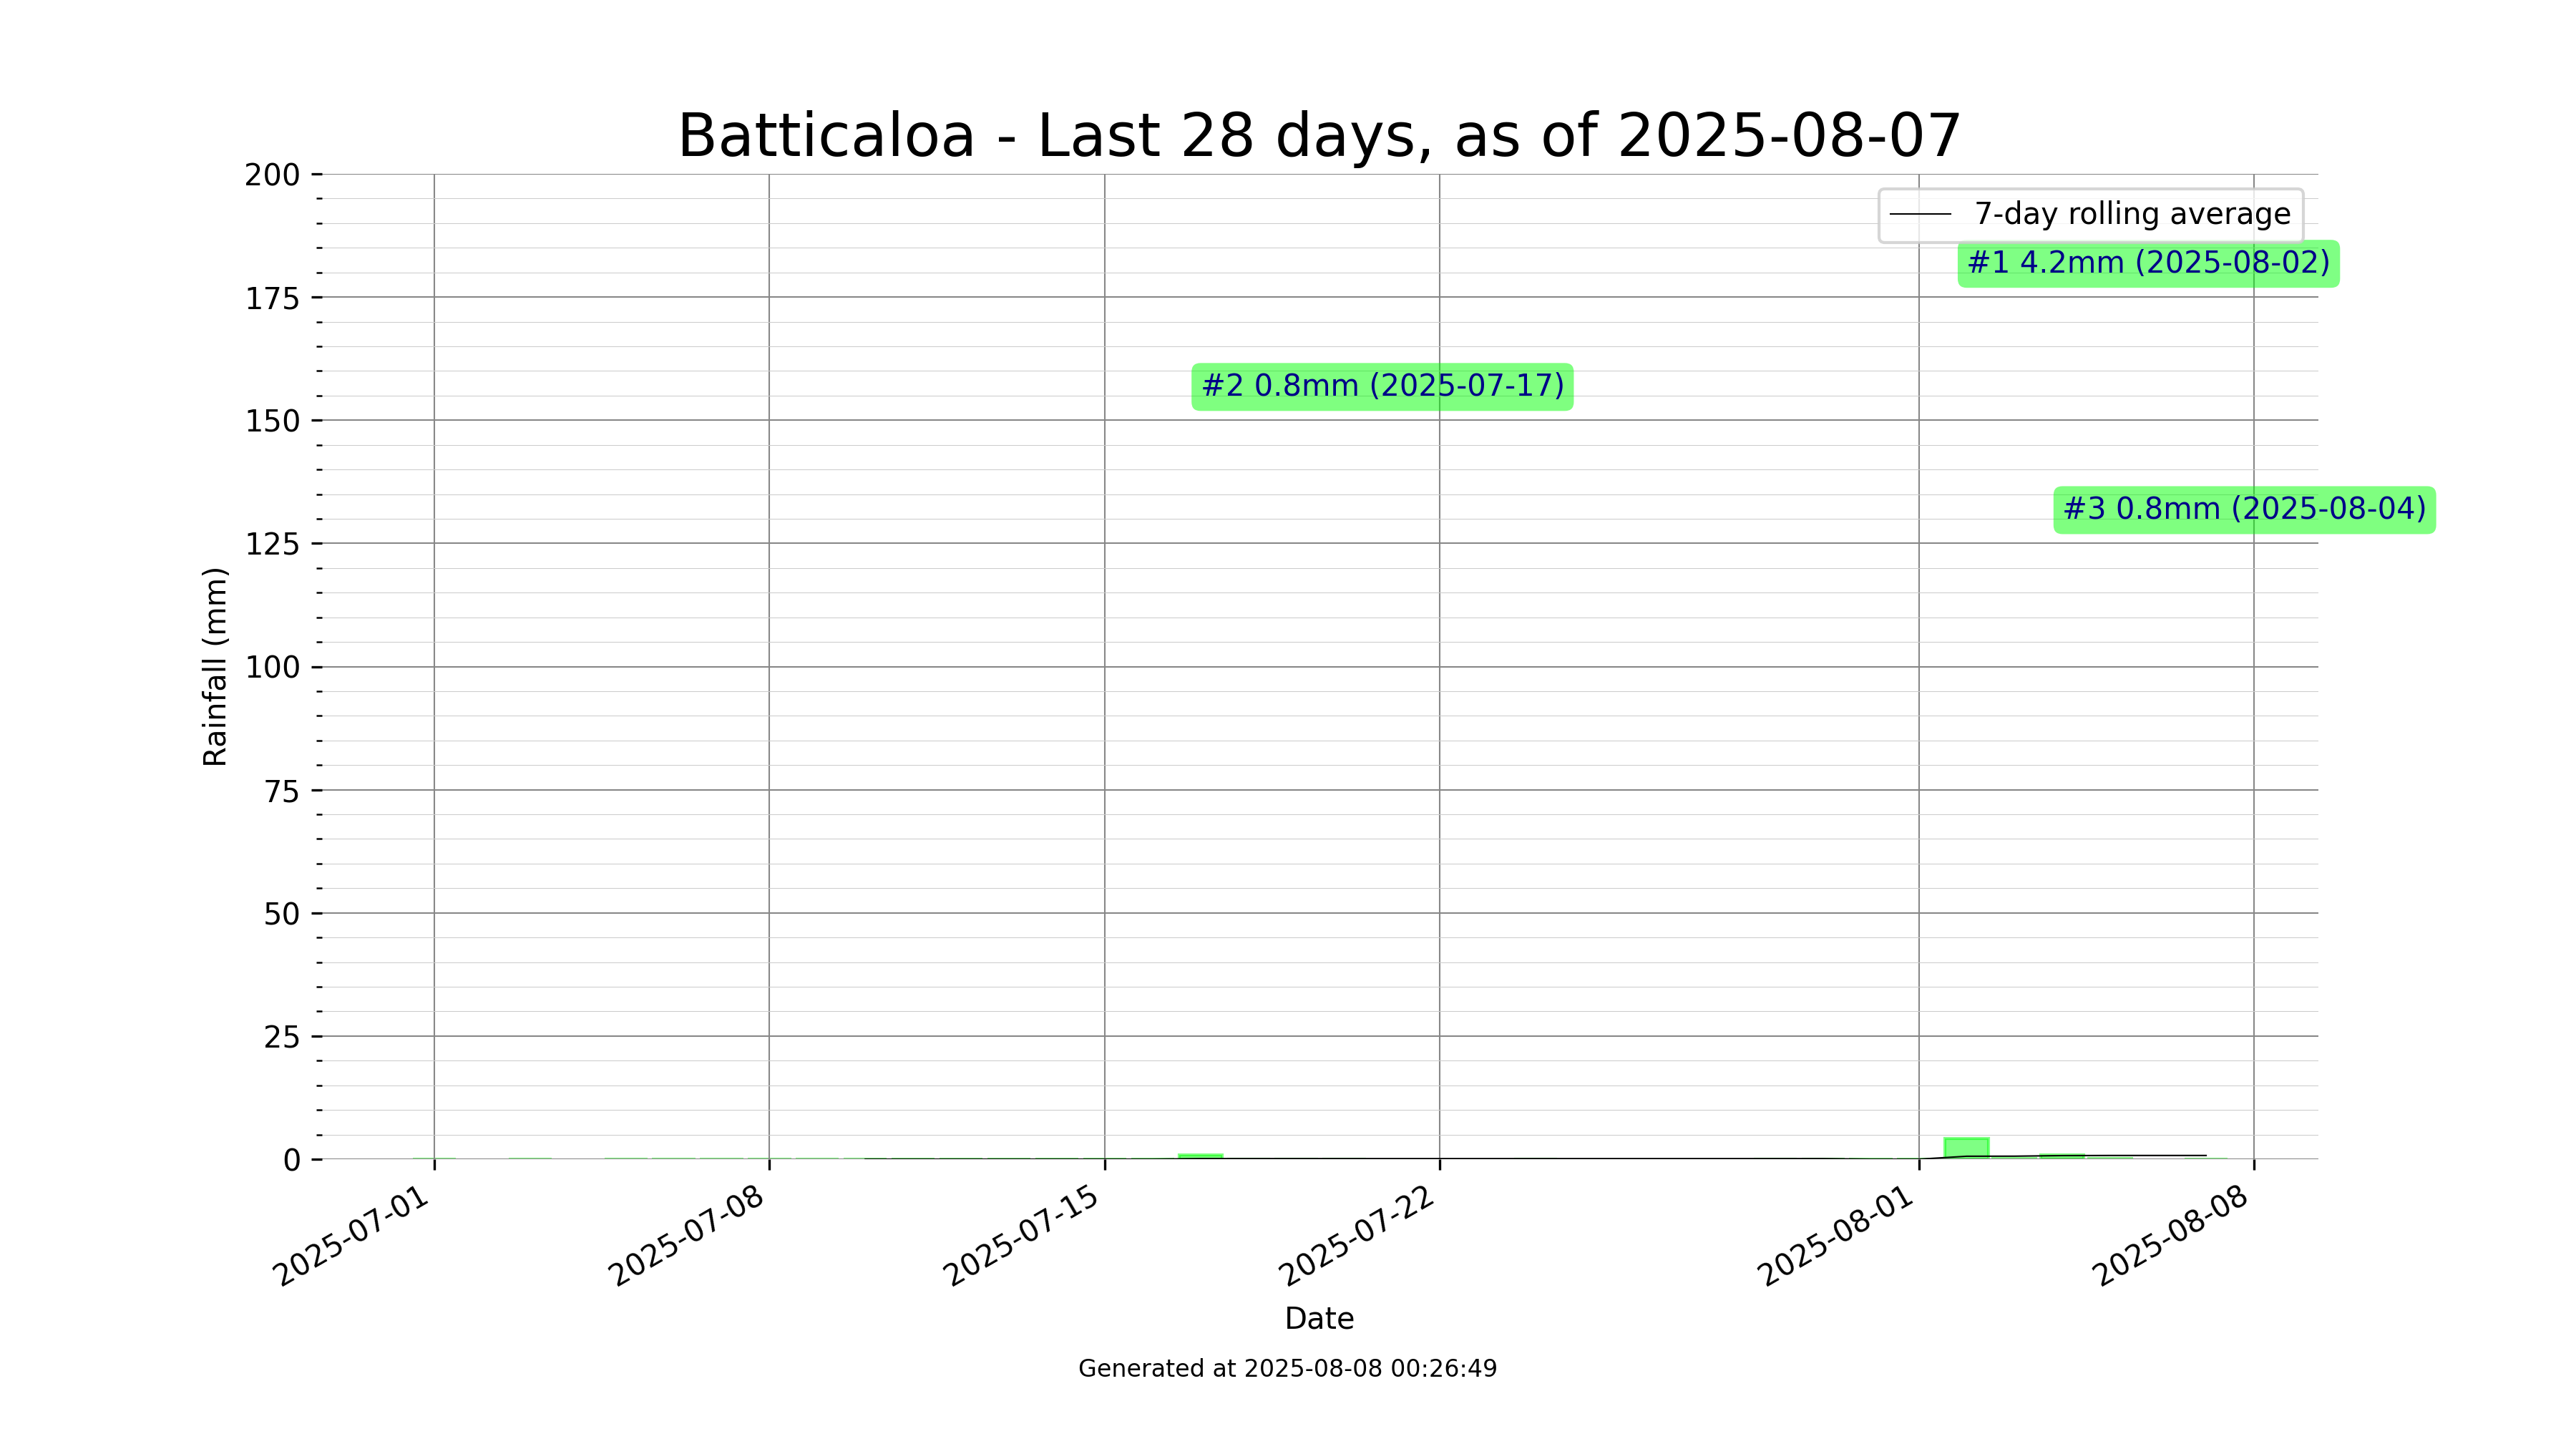 Batticaloa - Last 28 days, as of 2025-08-07
200
175
150
125
100
75
50
25
0
Rainfall (mm)
7-day rolling average
#1 4.2mm (2025-08-02)
#2 0.8mm (2025-07-17)
#3 0.8mm (2025-08-04)
2025-07-01
2025-07-08
2025-07-15
2025-07-22
2025-08-01
2025-08-08
Date
Generated at 2025-08-08 00:26:49